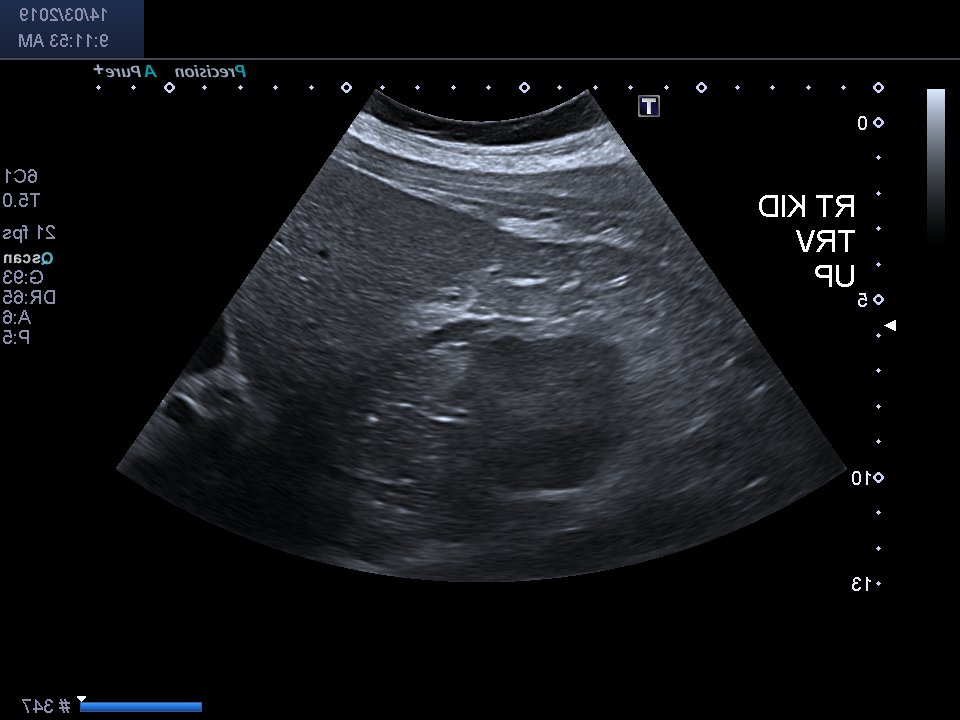 14/03/2019
9:11:53 AM
Precision A Pure+
T
0
6C1
T5.0
RT KID
21 fps
TRV
Qscan
G:93
UP
DR:65
5
A:6
P:5
10
13
# 347